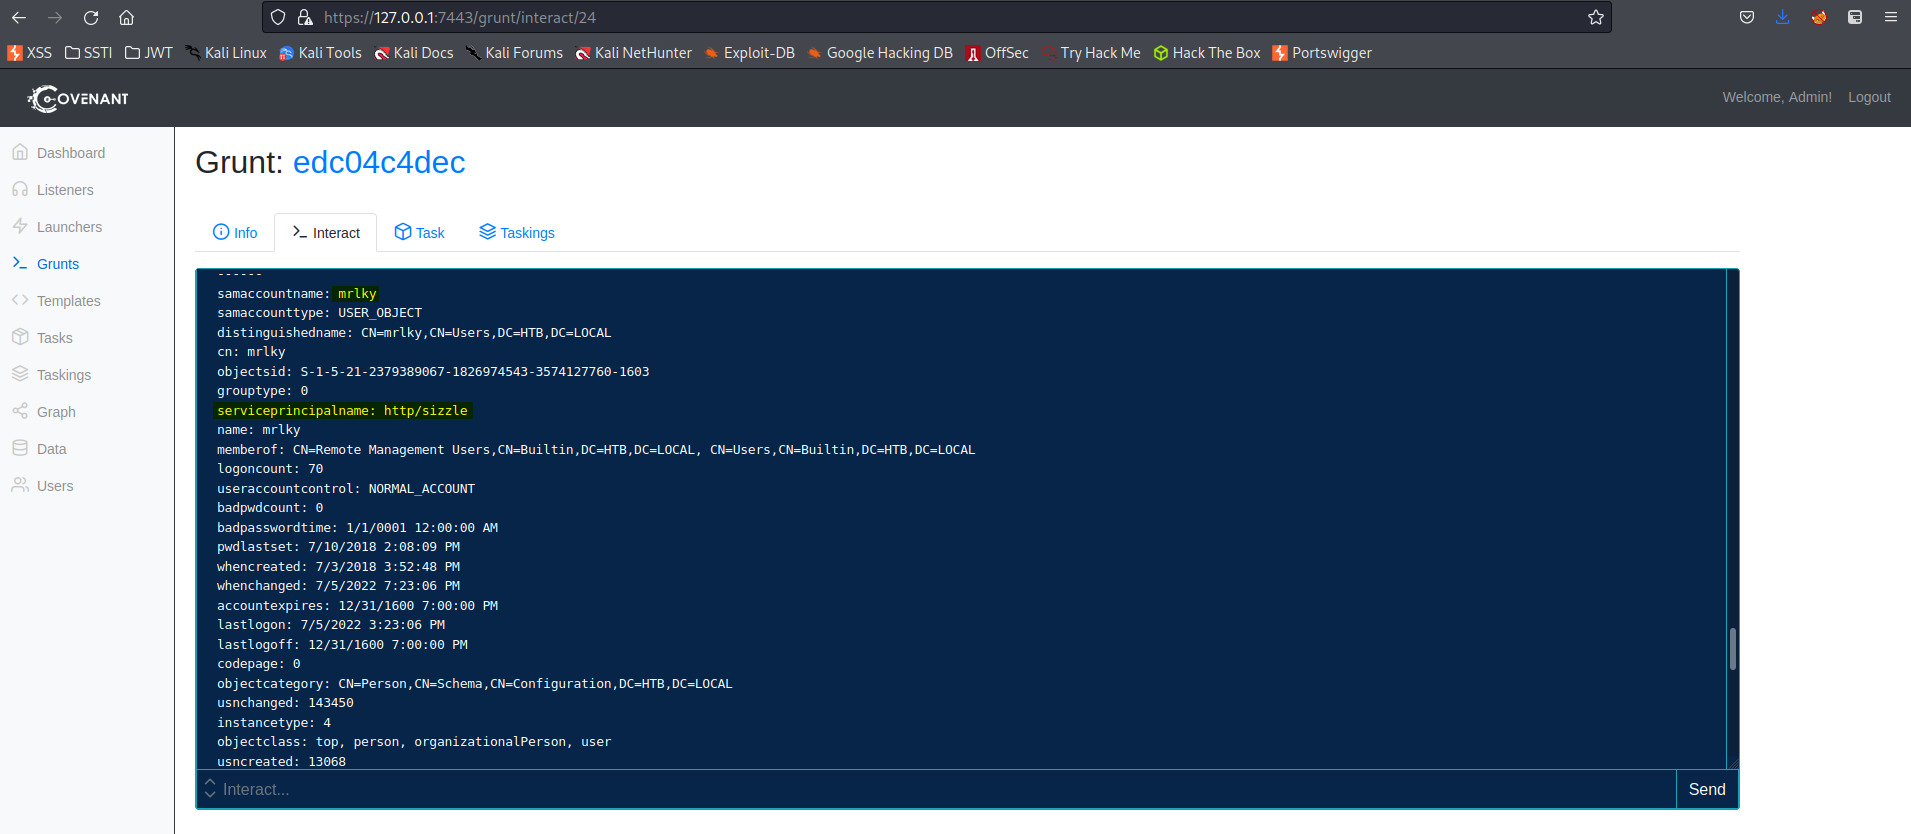 https://127.0.0.1:7443/grunt/interact/24
XSS SSTI JWT Kali Linux Kali Tools Kali Docs Kali Forums Kali NetHunter Exploit-DB Google Hacking DB OffSec Try Hack Me Hack The Box Portswigger
COVENANT Welcome, Admin! Logout
Dashboard
Listeners
Launchers
Grunts
Templates
Tasks
Taskings
Graph
Data
Users
Grunt: edc04c4dec
Info Interact Task Taskings
------
samaccountname: mrlky
samaccounttype: USER_OBJECT
distinguishedname: CN=mrlky,CN=Users,DC=HTB,DC=LOCAL
cn: mrlky
objectsid: S-1-5-21-2379389067-1826974543-3574127760-1603
grouptype: 0
serviceprincipalname: http/sizzle
name: mrlky
memberof: CN=Remote Management Users,CN=Builtin,DC=HTB,DC=LOCAL, CN=Users,CN=Builtin,DC=HTB,DC=LOCAL
logoncount: 70
useraccountcontrol: NORMAL_ACCOUNT
badpwdcount: 0
badpasswordtime: 1/1/0001 12:00:00 AM
pwdlastset: 7/10/2018 2:08:09 PM
whencreated: 7/3/2018 3:52:48 PM
whenchanged: 7/5/2022 7:23:06 PM
accountexpires: 12/31/1600 7:00:00 PM
lastlogon: 7/5/2022 3:23:06 PM
lastlogoff: 12/31/1600 7:00:00 PM
codepage: 0
objectcategory: CN=Person,CN=Schema,CN=Configuration,DC=HTB,DC=LOCAL
usnchanged: 143450
instancetype: 4
objectclass: top, person, organizationalPerson, user
usncreated: 13068
Interact... Send